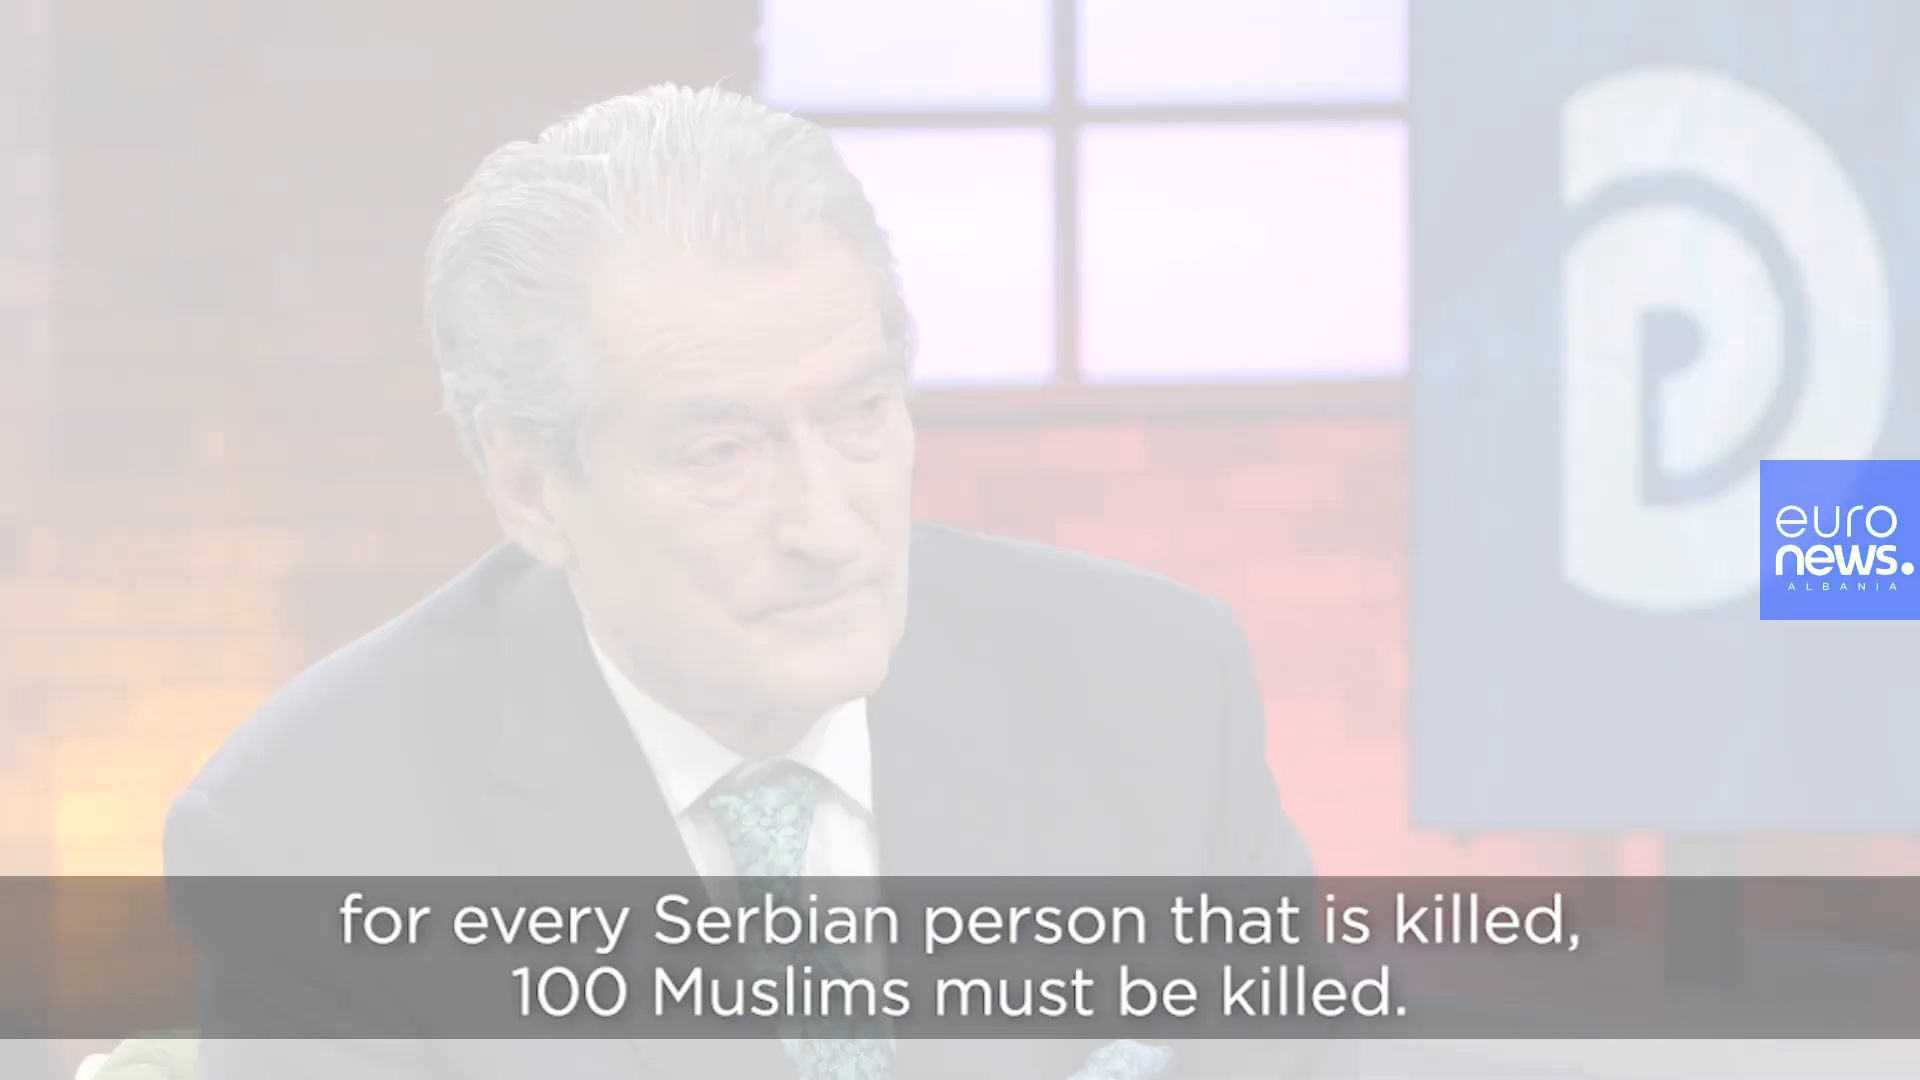 euro
news.
ALBANIA
for every Serbian person that is killed,
100 Muslims must be killed.